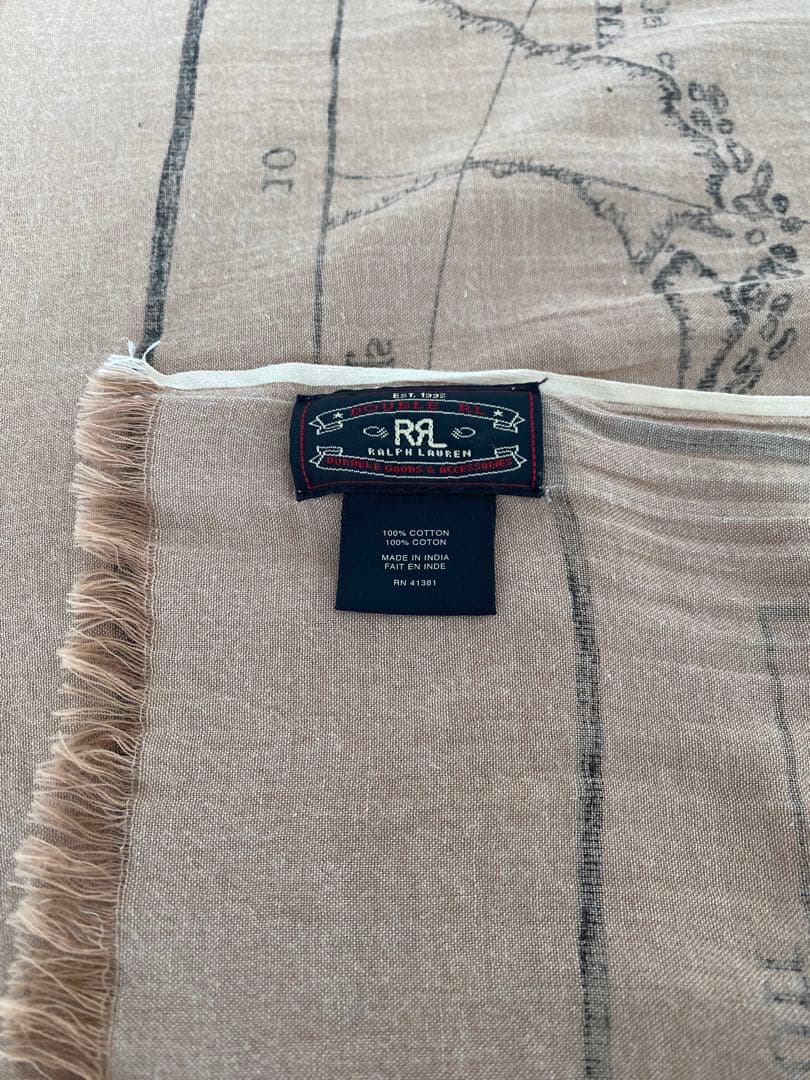 10
EST. 1993
DOUBLE RL
RRL
RALPH LAUREN
DURABLE GOODS & ACCESSORIES
100% COTTON
100% COTON
MADE IN INDIA
FAIT EN INDE
RN 41381